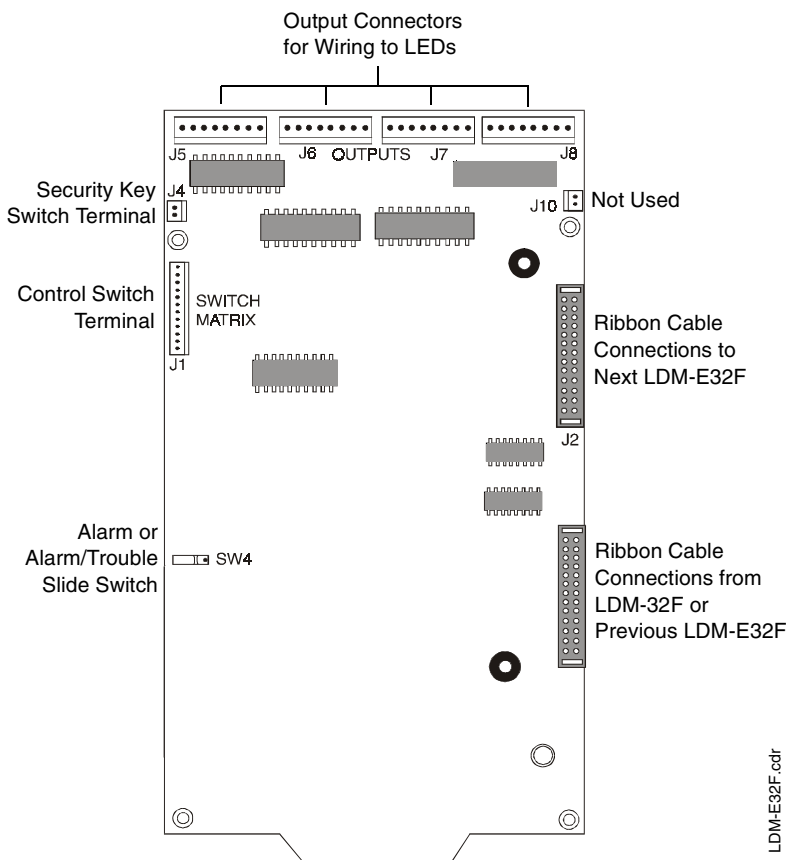 Output Connectors
for Wiring to LEDs
J5
J6
OUTPUTS
J7
J8
Security Key
Switch Terminal
J4
J10
Not Used
Control Switch
Terminal
SWITCH
MATRIX
J1
Ribbon Cable
Connections to
Next LDM-E32F
J2
Alarm or
Alarm/Trouble
Slide Switch
SW4
Ribbon Cable
Connections from
LDM-32F or
Previous LDM-E32F
LDM-E32F.cdr